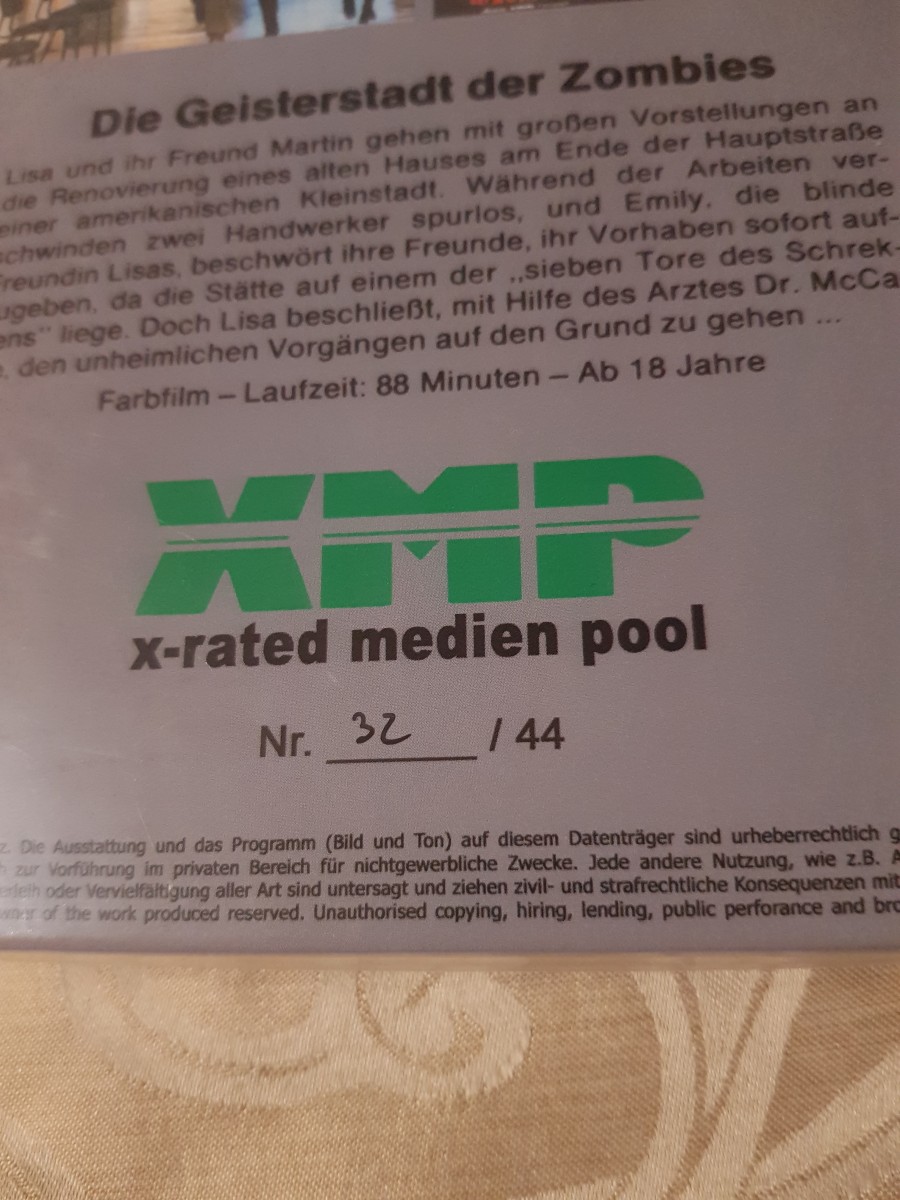 Die Geisterstadt der Zombies
Lisa und ihr Freund Martin gehen mit großen Vorstellungen an
die Renovierung eines alten Hauses am Ende der Hauptstraße
einer amerikanischen Kleinstadt. Während der Arbeiten ver-
schwinden zwei Handwerker spurlos, und Emily, die blinde
Freundin Lisas, beschwört ihre Freunde, ihr Vorhaben sofort auf-
ugeben, da die Stätte auf einem der „sieben Tore des Schrek-
ens" liege. Doch Lisa beschließt, mit Hilfe des Arztes Dr. McCa
, den unheimlichen Vorgängen auf den Grund zu gehen ...
Farbfilm – Laufzeit: 88 Minuten – Ab 18 Jahre
XMP
x-rated medien pool
Nr. 32 / 44
z. Die Ausstattung und das Programm (Bild und Ton) auf diesem Datenträger sind urheberrechtlich g
zur Vorführung im privaten Bereich für nichtgewerbliche Zwecke. Jede andere Nutzung, wie z.B. A
erleih oder Vervielfältigung aller Art sind untersagt und ziehen zivil- und strafrechtliche Konsequenzen mit
owner of the work produced reserved. Unauthorised copying, hiring, lending, public perforance and bro